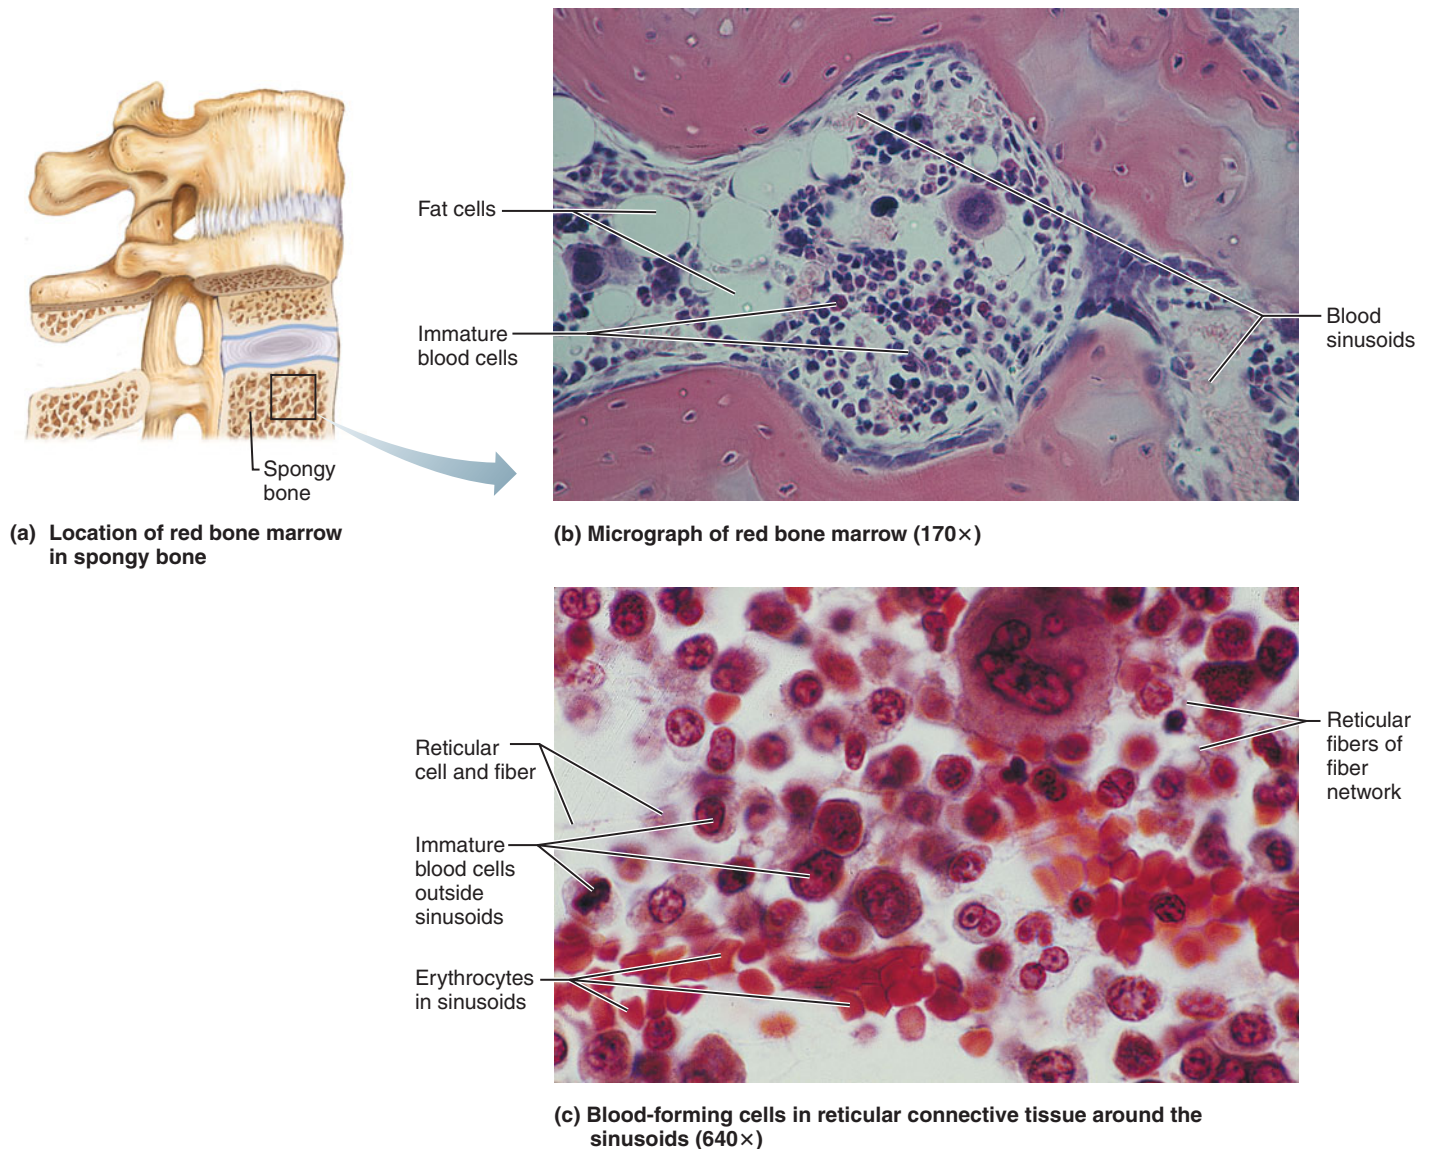 Spongy
bone
(a) Location of red bone marrow
in spongy bone
Fat cells
Immature
blood cells
Blood
sinusoids
(b) Micrograph of red bone marrow (170×)
Reticular
cell and fiber
Immature
blood cells
outside
sinusoids
Erythrocytes
in sinusoids
Reticular
fibers of
fiber
network
(c) Blood-forming cells in reticular connective tissue around the
sinusoids (640×)